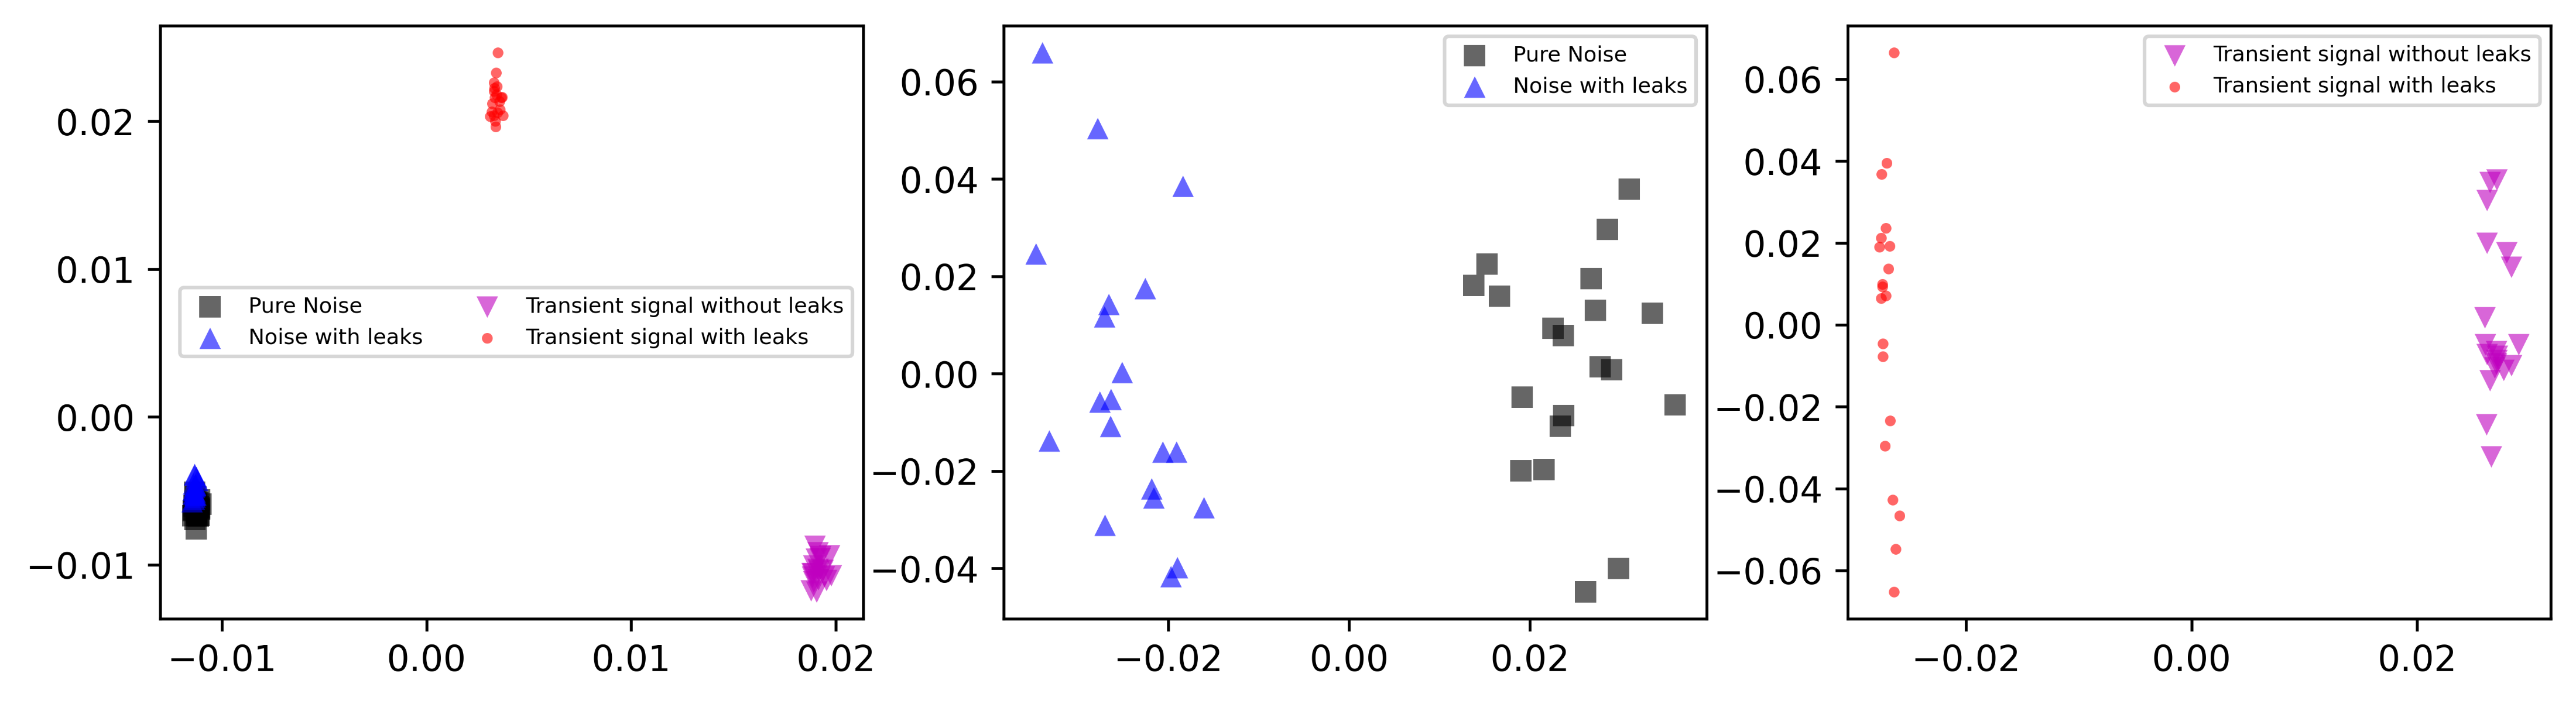 0.02
0.01
0.00
−0.01
−0.01 0.00 0.01 0.02
Pure Noise Transient signal without leaks
Noise with leaks Transient signal with leaks
0.06
0.04
0.02
0.00
−0.02
−0.04
−0.02 0.00 0.02
Pure Noise
Noise with leaks
0.06
0.04
0.02
0.00
−0.02
−0.04
−0.06
−0.02 0.00 0.02
Transient signal without leaks
Transient signal with leaks